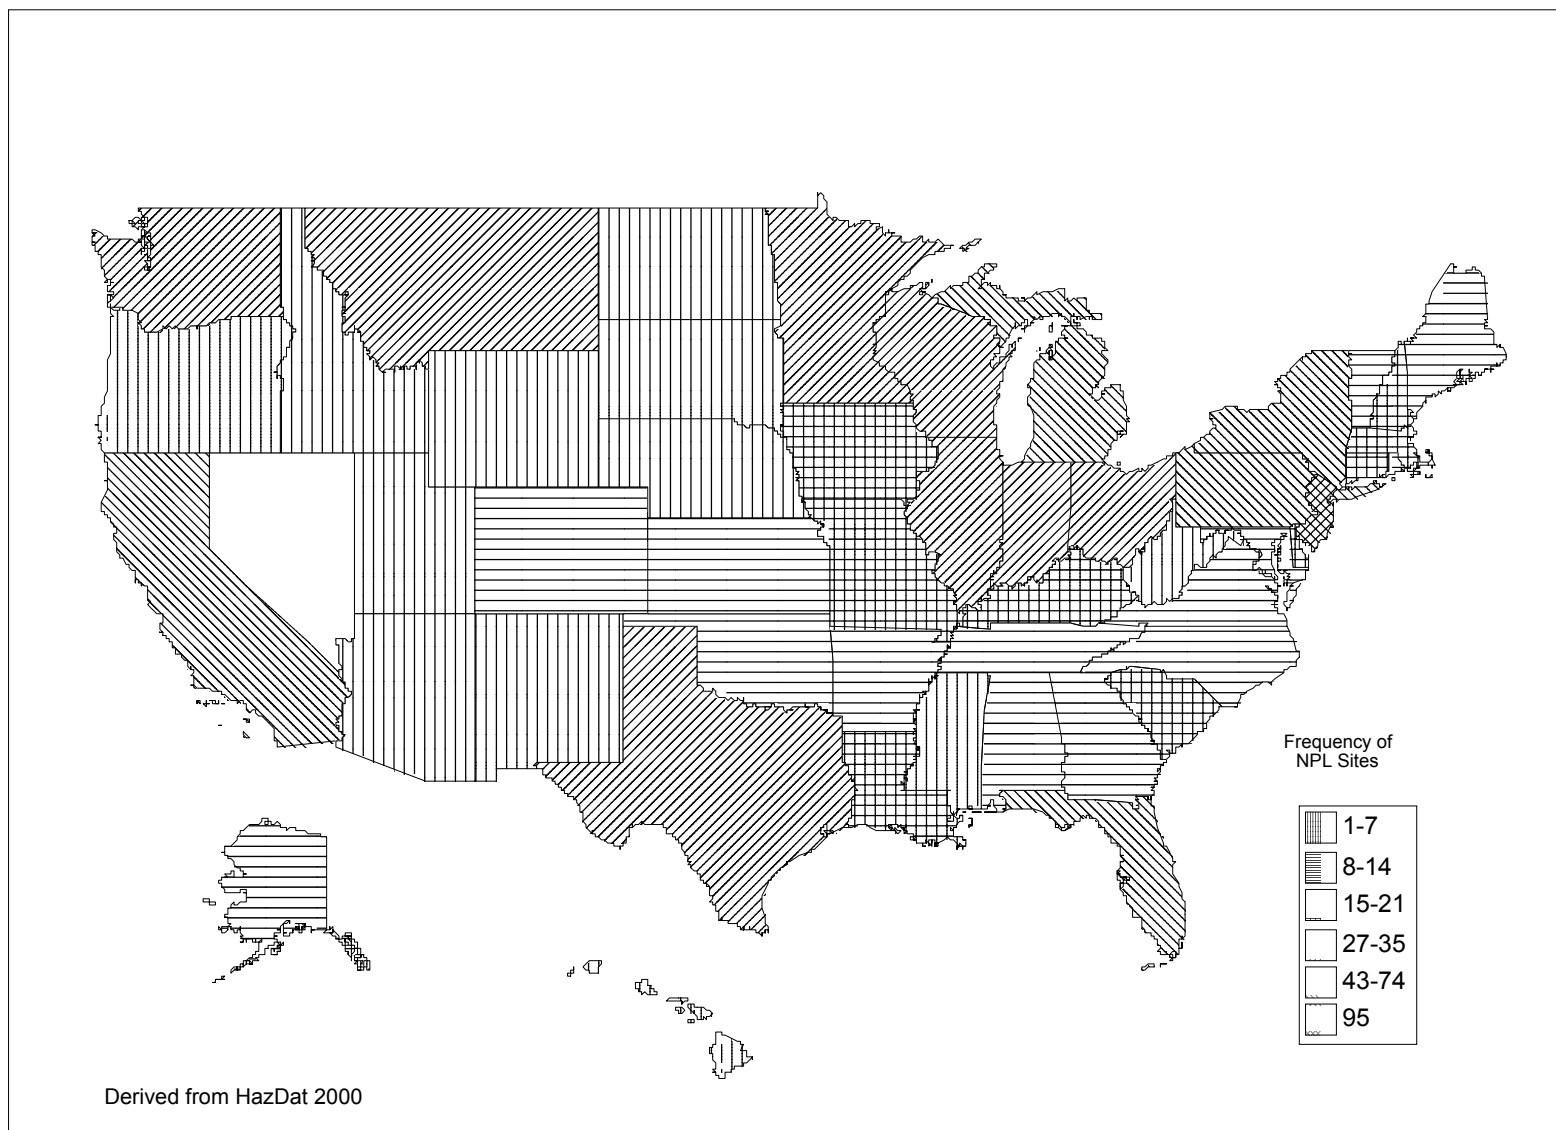 Frequency of
NPL Sites
1-7
8-14
15-21
27-35
43-74
95
Derived from HazDat 2000